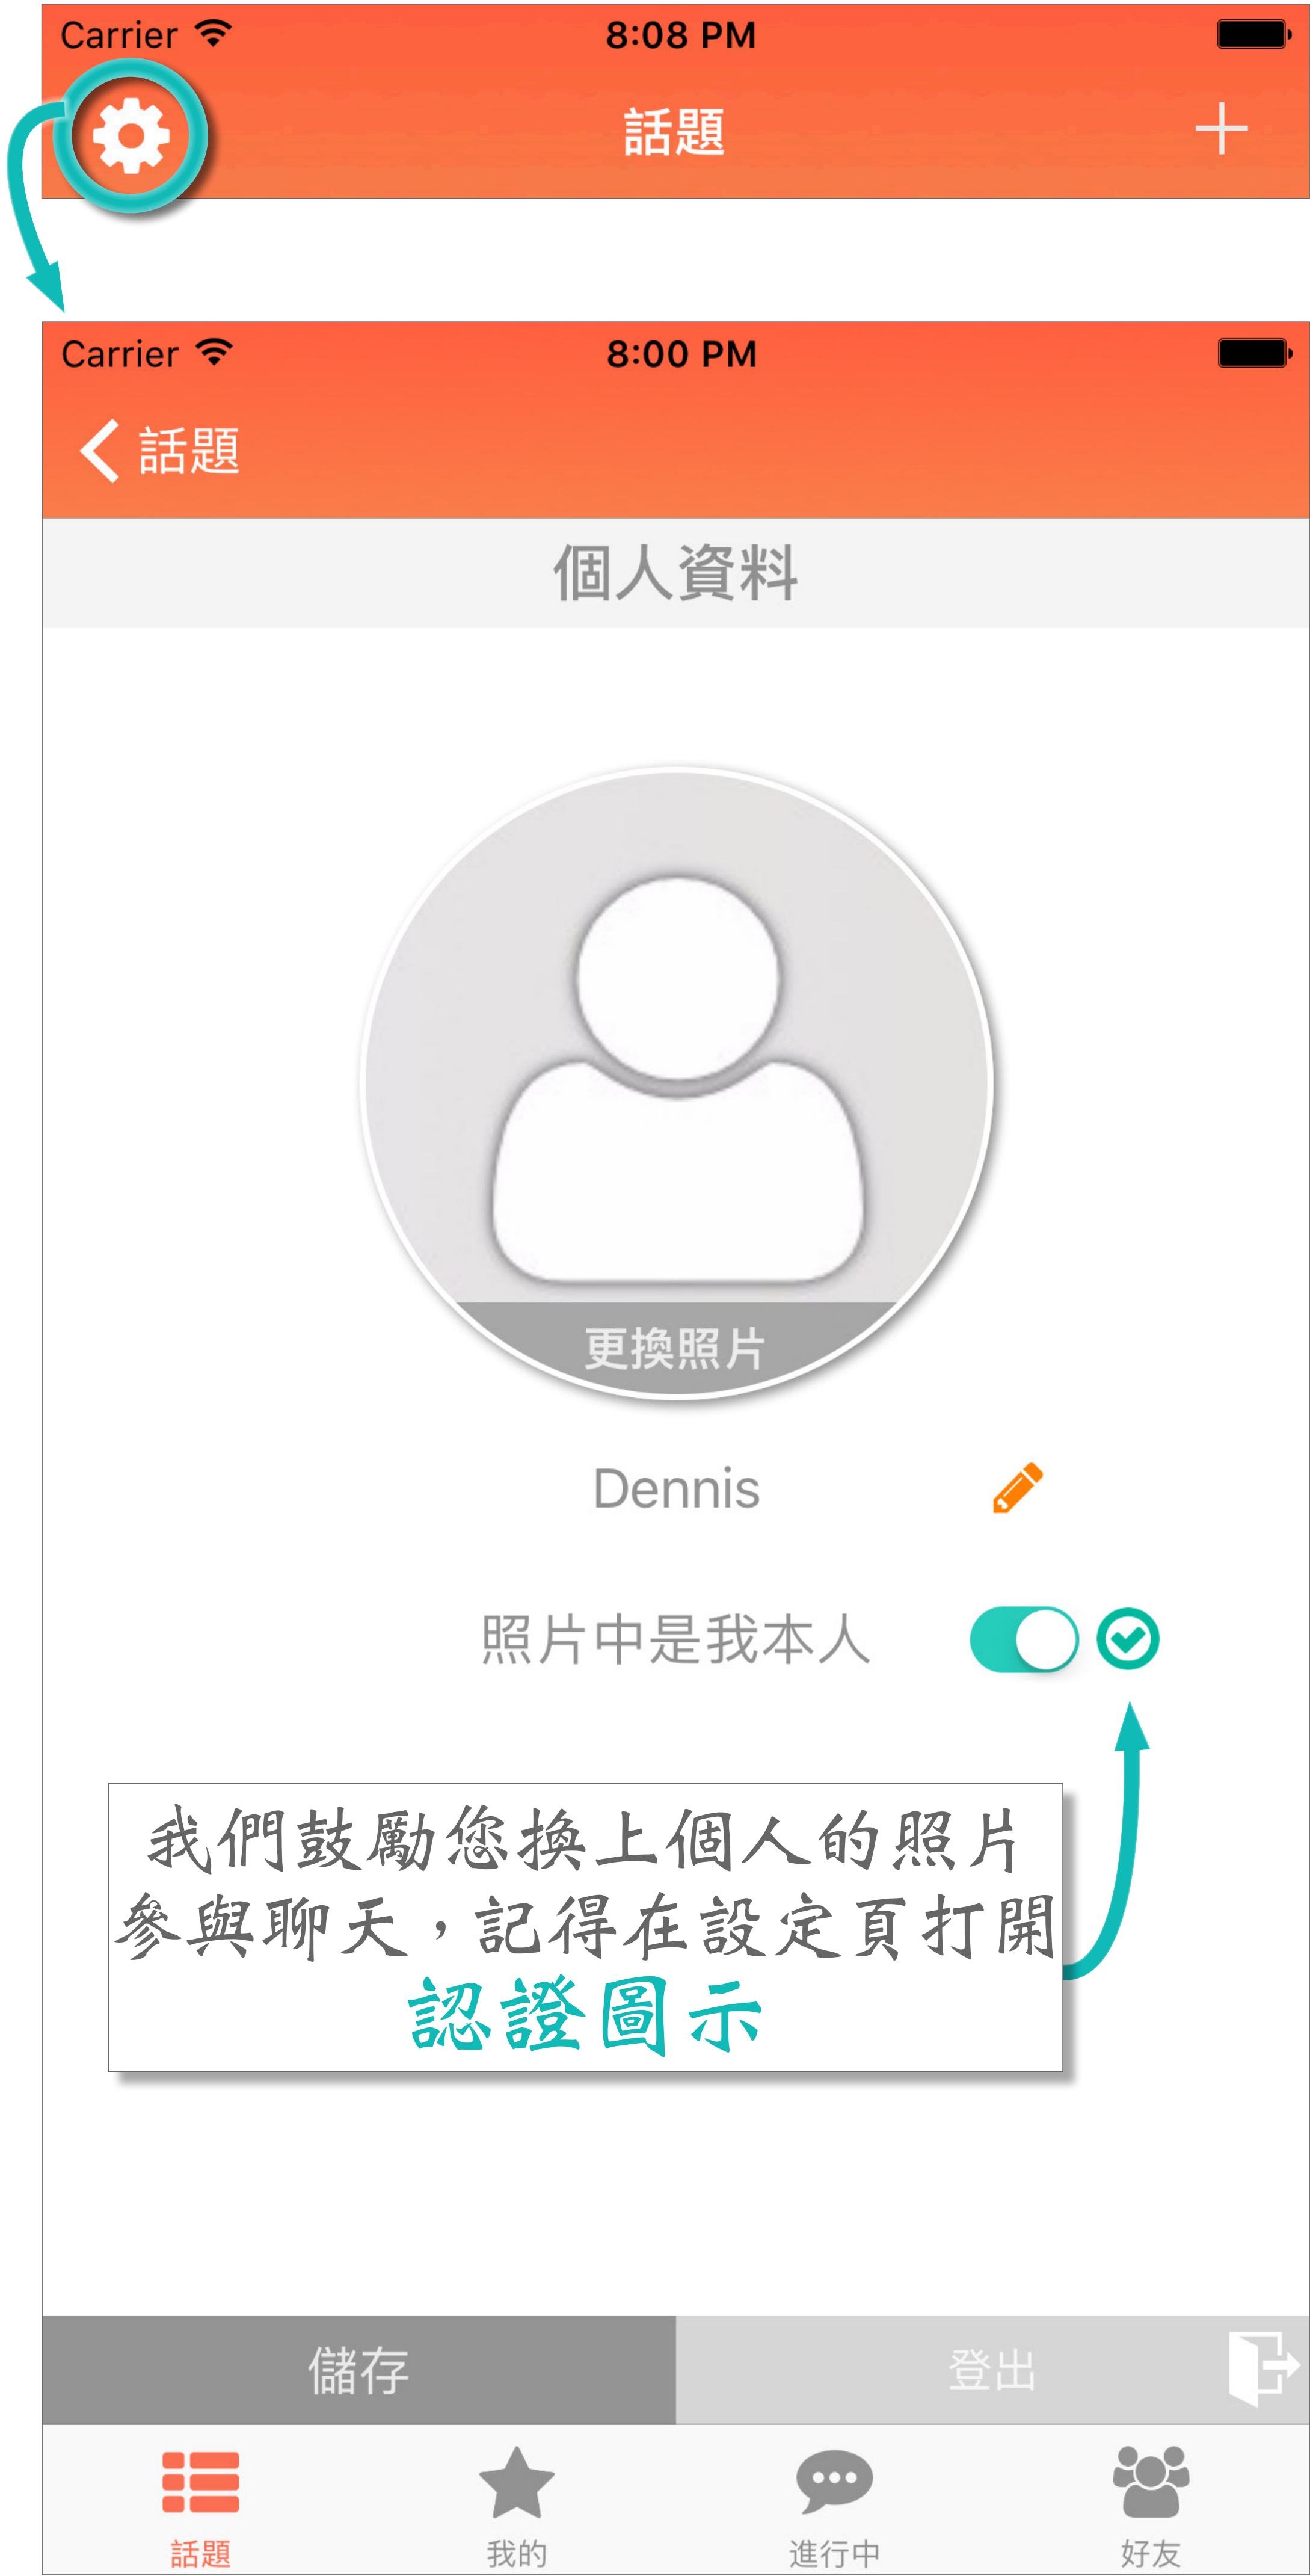 Carrier 8:08 PM
話題
Carrier 8:00 PM
話題
個人資料
更換照片
Dennis
照片中是我本人
我們鼓勵您換上個人的照片
參與聊天，記得在設定頁打開
認證圖示
儲存 登出
話題 我的 進行中 好友